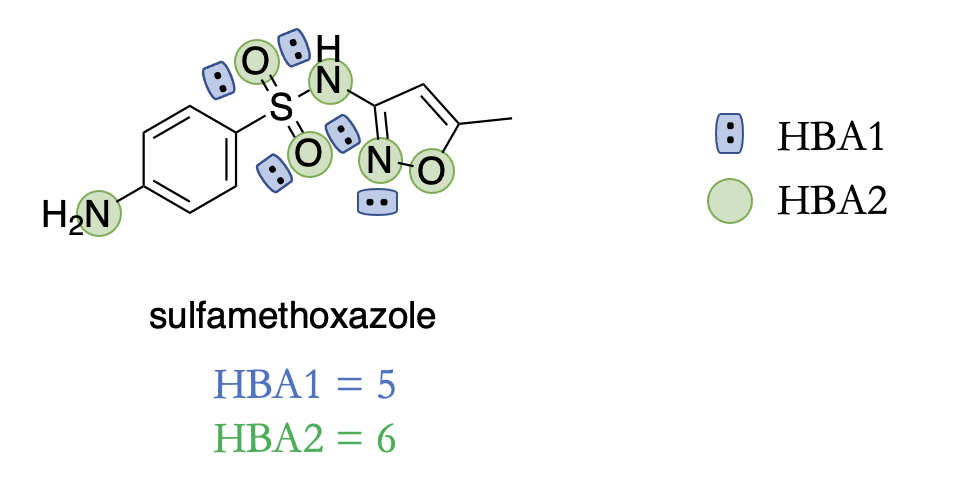 O
H
N
S
O
N
O
H₂N
HBA1
HBA2
sulfamethoxazole
HBA1 = 5
HBA2 = 6